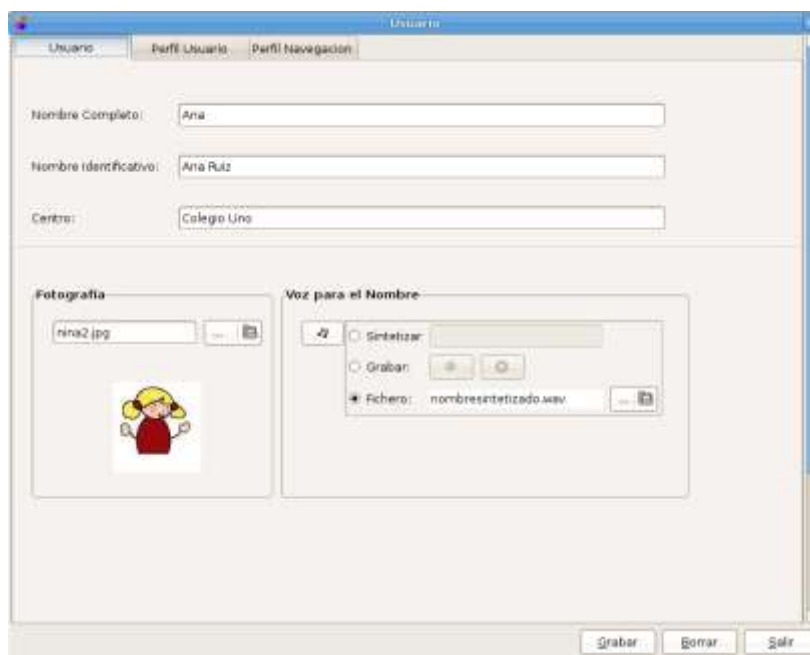 Usuario
Usuario Perfil Usuario Perfil Navegacion
Nombre Completo: Ana
Nombre Identificativo: Ana Ruiz
Centro: Colegio Uno
Fotografía Voz para el Nombre
nina2.jpg ... Sintetizar
Grabar:
Fichero: nombresintetizado.wav ...
Grabar Borrar Salir